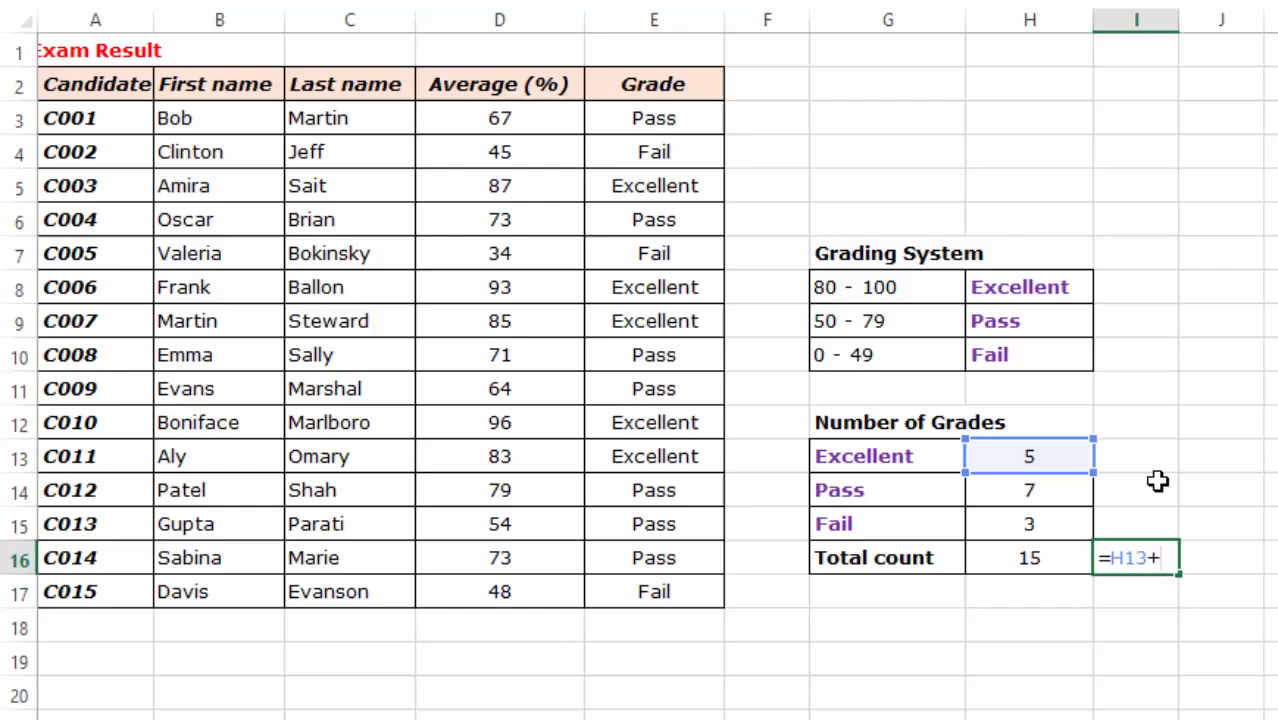 A B C D E F G H I J
1 Exam Result
2 Candidate First name Last name Average (%) Grade
3 C001 Bob Martin 67 Pass
4 C002 Clinton Jeff 45 Fail
5 C003 Amira Sait 87 Excellent
6 C004 Oscar Brian 73 Pass
7 C005 Valeria Bokinsky 34 Fail Grading System
8 C006 Frank Ballon 93 Excellent 80 - 100 Excellent
9 C007 Martin Steward 85 Excellent 50 - 79 Pass
10 C008 Emma Sally 71 Pass 0 - 49 Fail
11 C009 Evans Marshal 64 Pass
12 C010 Boniface Marlboro 96 Excellent Number of Grades
13 C011 Aly Omary 83 Excellent Excellent 5
14 C012 Patel Shah 79 Pass Pass 7
15 C013 Gupta Parati 54 Pass Fail 3
16 C014 Sabina Marie 73 Pass Total count 15 =H13+
17 C015 Davis Evanson 48 Fail
18
19
20